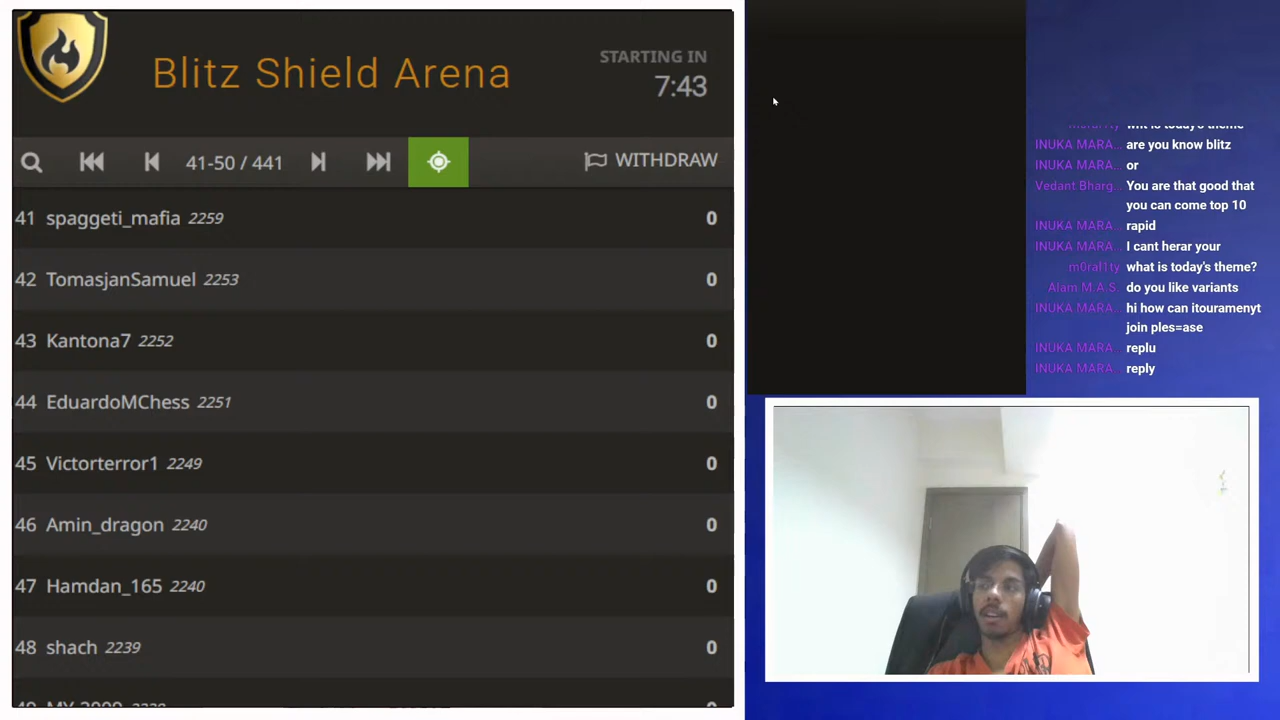 Blitz Shield Arena
STARTING IN
7:43
41-50 / 441
WITHDRAW
41 spaggeti_mafia 2259 0
42 TomasjanSamuel 2253 0
43 Kantona7 2252 0
44 EduardoMChess 2251 0
45 Victorterror1 2249 0
46 Amin_dragon 2240 0
47 Hamdan_165 2240 0
48 shach 2239 0
INUKA MARA... are you know blitz
INUKA MARA... or
Vedant Bharg... You are that good that
you can come top 10
INUKA MARA... rapid
INUKA MARA... I cant herar your
m0raf1ty what is today's theme?
Alam M.A.S. do you like variants
INUKA MARA... hi how can itouramenyt
join ples=ase
INUKA MARA... replu
INUKA MARA... reply